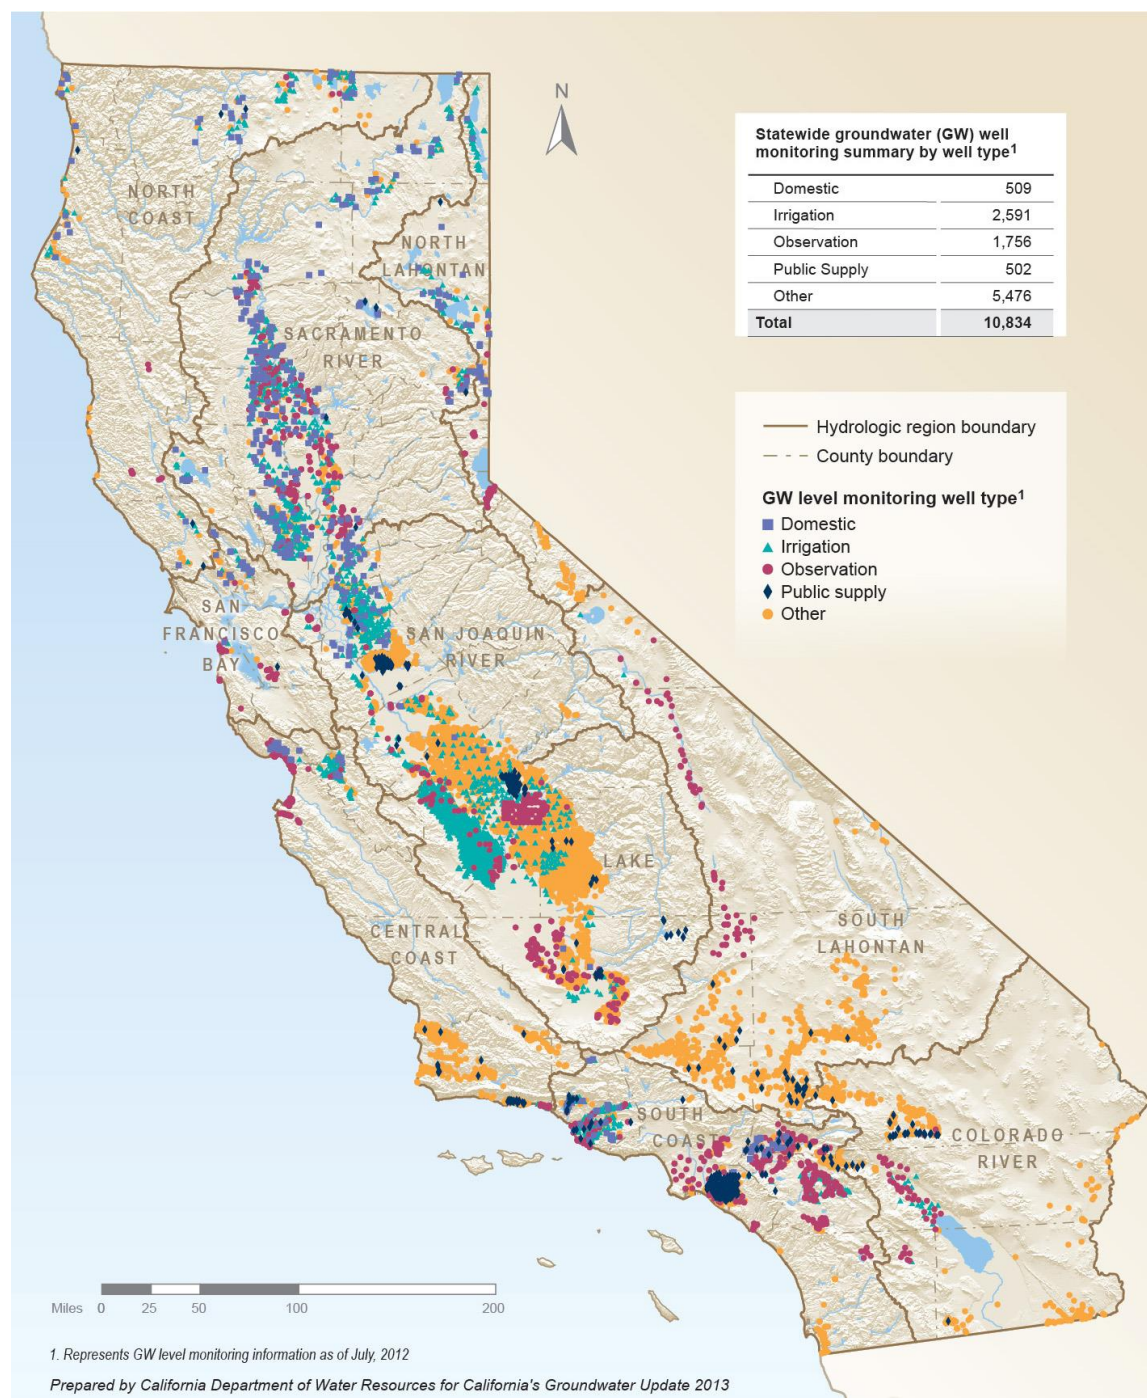 N
Statewide groundwater (GW) well
monitoring summary by well type1
Domestic 509
Irrigation 2,591
Observation 1,756
Public Supply 502
Other 5,476
Total 10,834
Hydrologic region boundary
County boundary
GW level monitoring well type1
Domestic
Irrigation
Observation
Public supply
Other
NORTH
COAST
NORTH
LAHONTAN
SACRAMENTO
RIVER
SAN
FRANCISCO
BAY
SAN JOAQUIN
RIVER
LAKE
CENTRAL
COAST
SOUTH
LAHONTAN
SOUTH
COAST
COLORADO
RIVER
Miles 0 25 50 100 200
1. Represents GW level monitoring information as of July, 2012
Prepared by California Department of Water Resources for California's Groundwater Update 2013